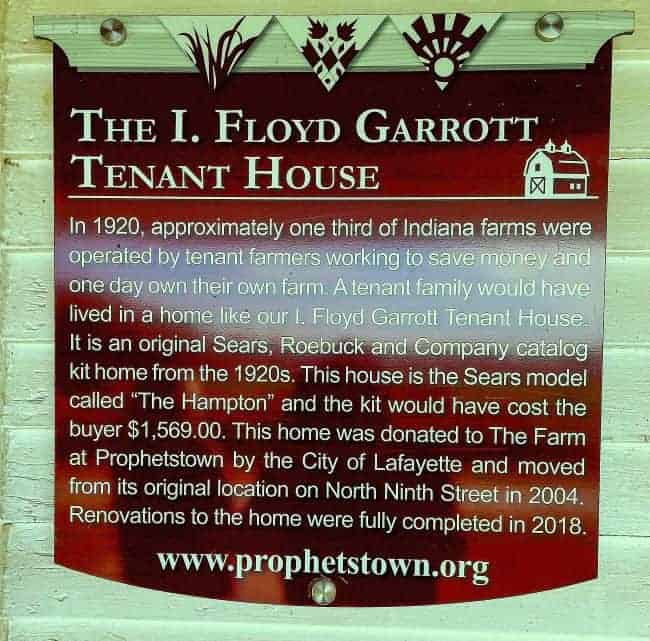 THE I. FLOYD GARROTT
TENANT HOUSE
In 1920, approximately one third of Indiana farms were
operated by tenant farmers working to save money and
one day own their own farm. A tenant family would have
lived in a home like our I. Floyd Garrott Tenant House.
It is an original Sears, Roebuck and Company catalog
kit home from the 1920s. This house is the Sears model
called "The Hampton" and the kit would have cost the
buyer $1,569.00. This home was donated to The Farm
at Prophetstown by the City of Lafayette and moved
from its original location on North Ninth Street in 2004.
Renovations to the home were fully completed in 2018.
www.prophetstown.org